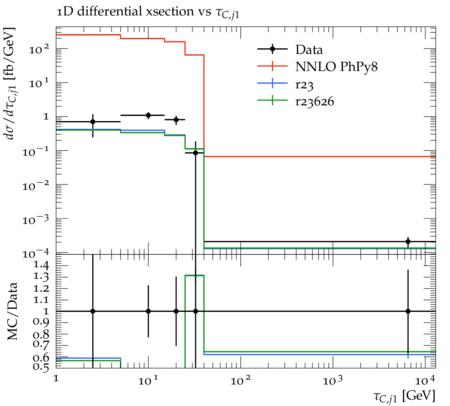 1D differential xsection vs τC,j1
dσ/dτC,j1 [fb/GeV]
10²
10¹
1
10⁻¹
10⁻²
10⁻³
10⁻⁴
Data
NNLO PhPy8
r23
r23626
MC/Data
1.4
1.3
1.2
1.1
1
0.9
0.8
0.7
0.6
0.5
1 10¹ 10² 10³ 10⁴
τC,j1 [GeV]